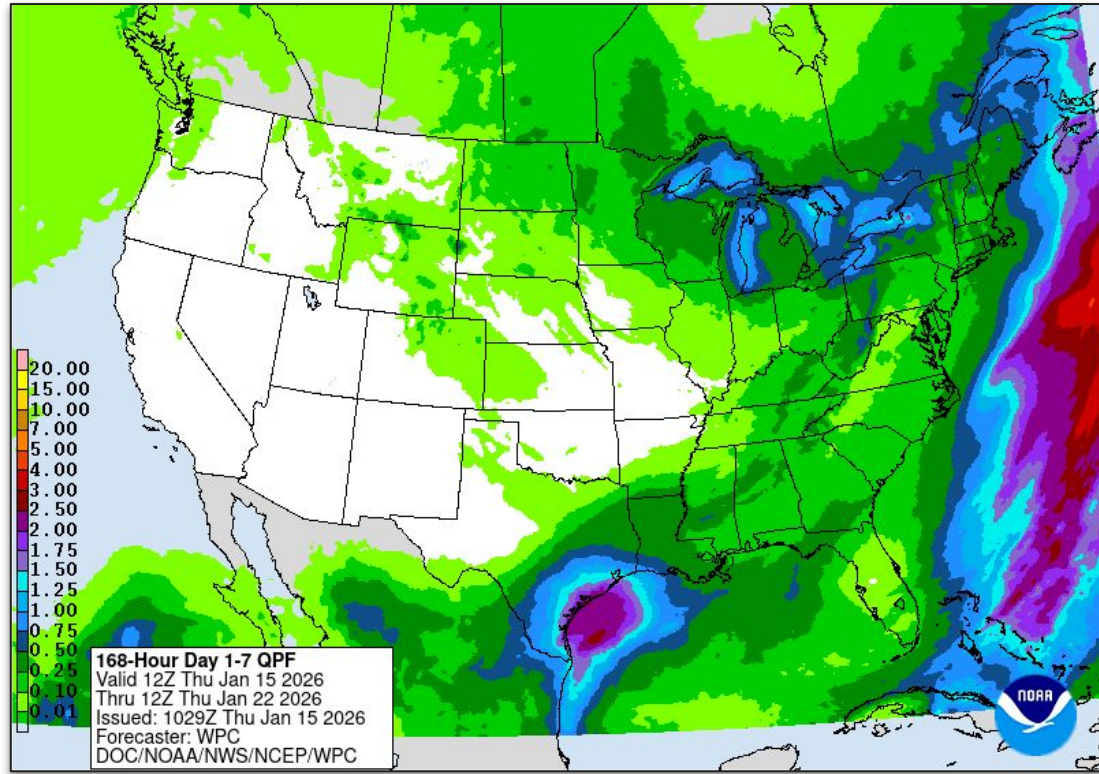 20.00
15.00
10.00
7.00
5.00
4.00
3.00
2.50
2.00
1.75
1.50
1.25
1.00
0.75
0.50
0.25
0.10
0.01
168-Hour Day 1-7 QPF
Valid 12Z Thu Jan 15 2026
Thru 12Z Thu Jan 22 2026
Issued: 1029Z Thu Jan 15 2026
Forecaster: WPC
DOC/NOAA/NWS/NCEP/WPC
NOAA